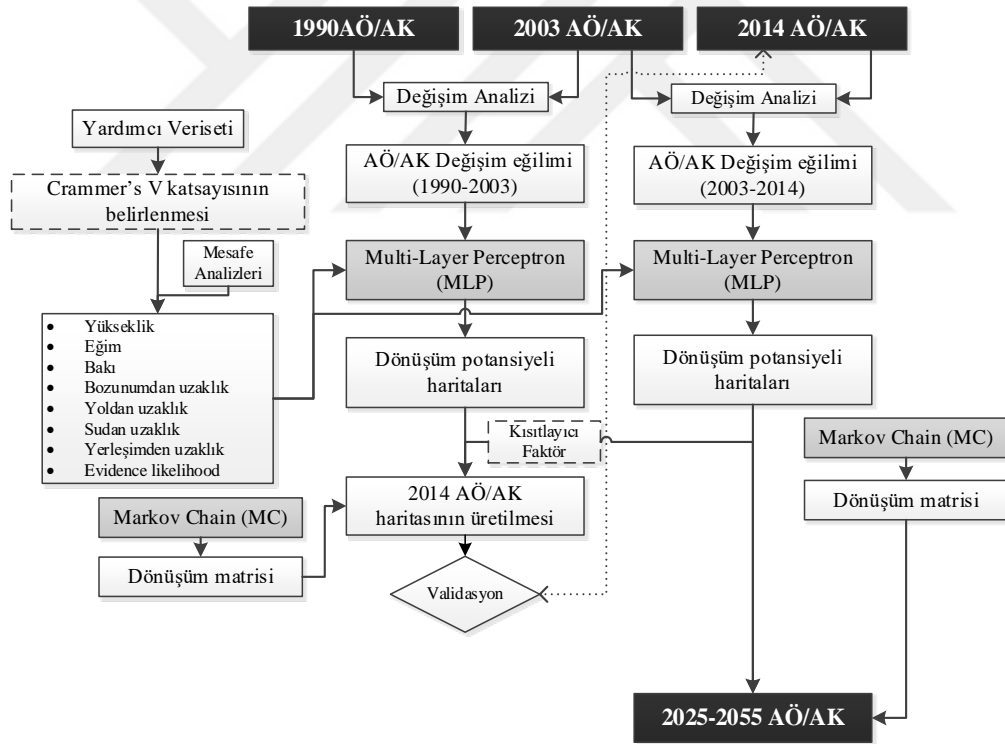 1990AÖ/AK
2003 AÖ/AK
2014 AÖ/AK
Değişim Analizi
Değişim Analizi
Yardımcı Veriseti
AÖ/AK Değişim eğilimi
(1990-2003)
AÖ/AK Değişim eğilimi
(2003-2014)
Crammer's V katsayısının
belirlenmesi
Mesafe
Analizleri
Multi-Layer Perceptron
(MLP)
Multi-Layer Perceptron
(MLP)
• Yükseklik
• Eğim
• Bakı
• Bozunumdan uzaklık
• Yoldan uzaklık
• Sudan uzaklık
• Yerleşimden uzaklık
• Evidence likelihood
Dönüşüm potansiyeli
haritaları
Dönüşüm potansiyeli
haritaları
Kısıtlayıcı
Faktör
Markov Chain (MC)
Dönüşüm matrisi
2014 AÖ/AK
haritasının üretilmesi
Markov Chain (MC)
Dönüşüm matrisi
Validasyon
2025-2055 AÖ/AK